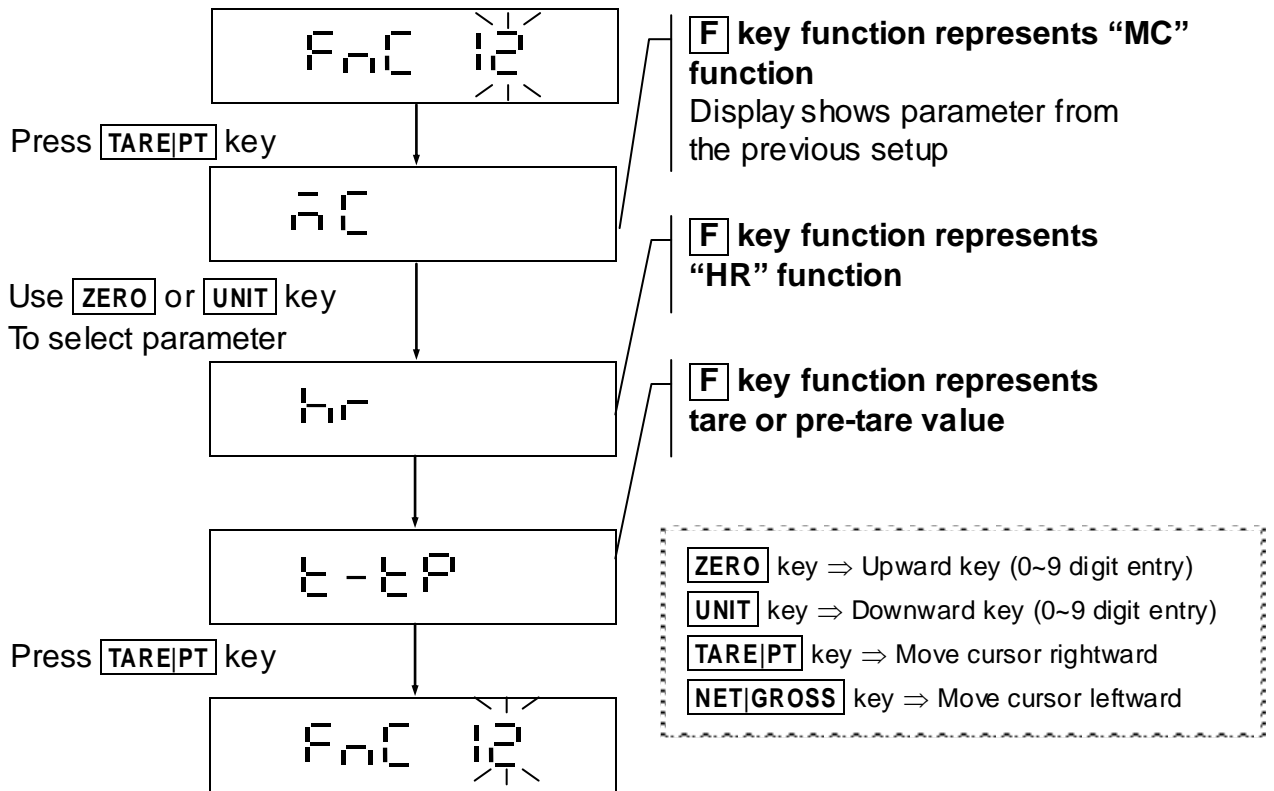 FnC 12
F key function represents “MC”
function
Display shows parameter from
the previous setup
Press TARE|PT key
m̄C
F key function represents
“HR” function
Use ZERO or UNIT key
To select parameter
hr
F key function represents
tare or pre-tare value
t-tP
ZERO key ⇒ Upward key (0~9 digit entry)
UNIT key ⇒ Downward key (0~9 digit entry)
TARE|PT key ⇒ Move cursor rightward
NET|GROSS key ⇒ Move cursor leftward
Press TARE|PT key
FnC 12